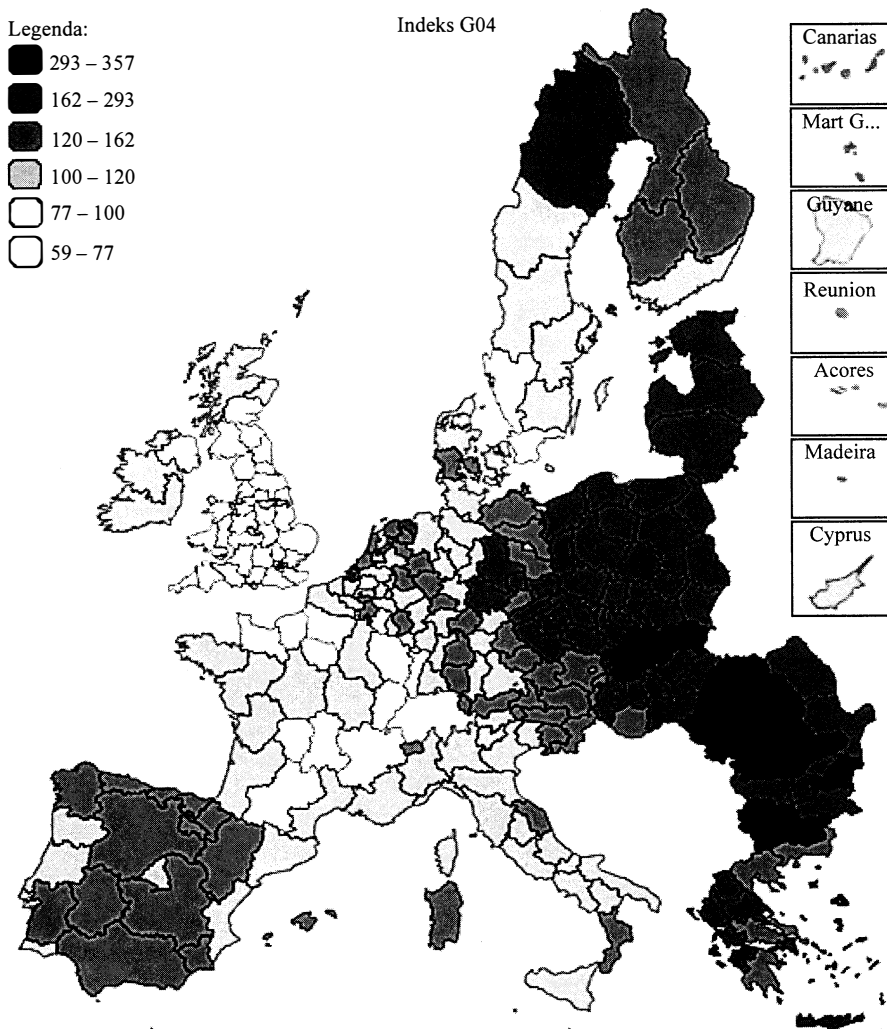 Indeks G04
Legenda:
293 – 357
162 – 293
120 – 162
100 – 120
77 – 100
59 – 77
Canarias
Mart G...
Guyane
Reunion
Acores
Madeira
Cyprus